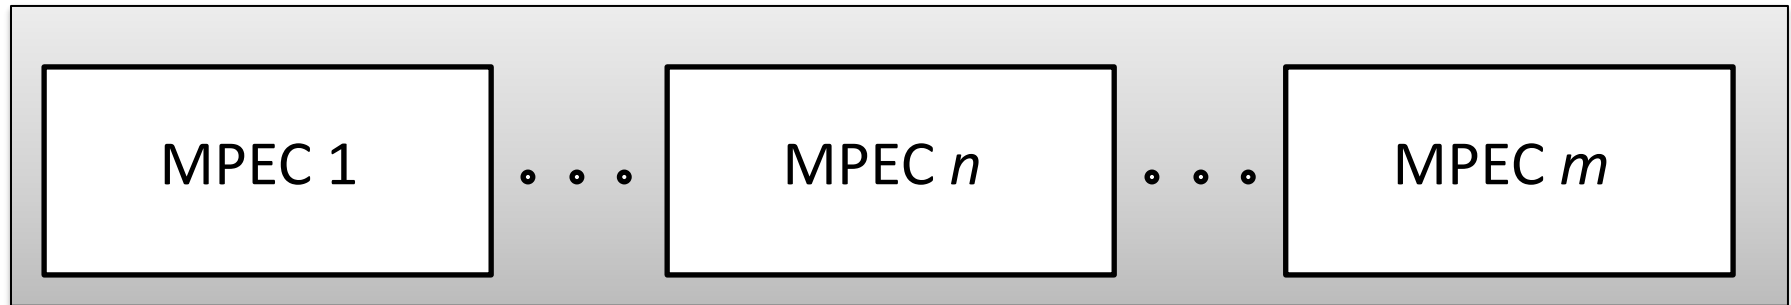 MPEC 1 ∘ ∘ ∘ MPEC n ∘ ∘ ∘ MPEC m